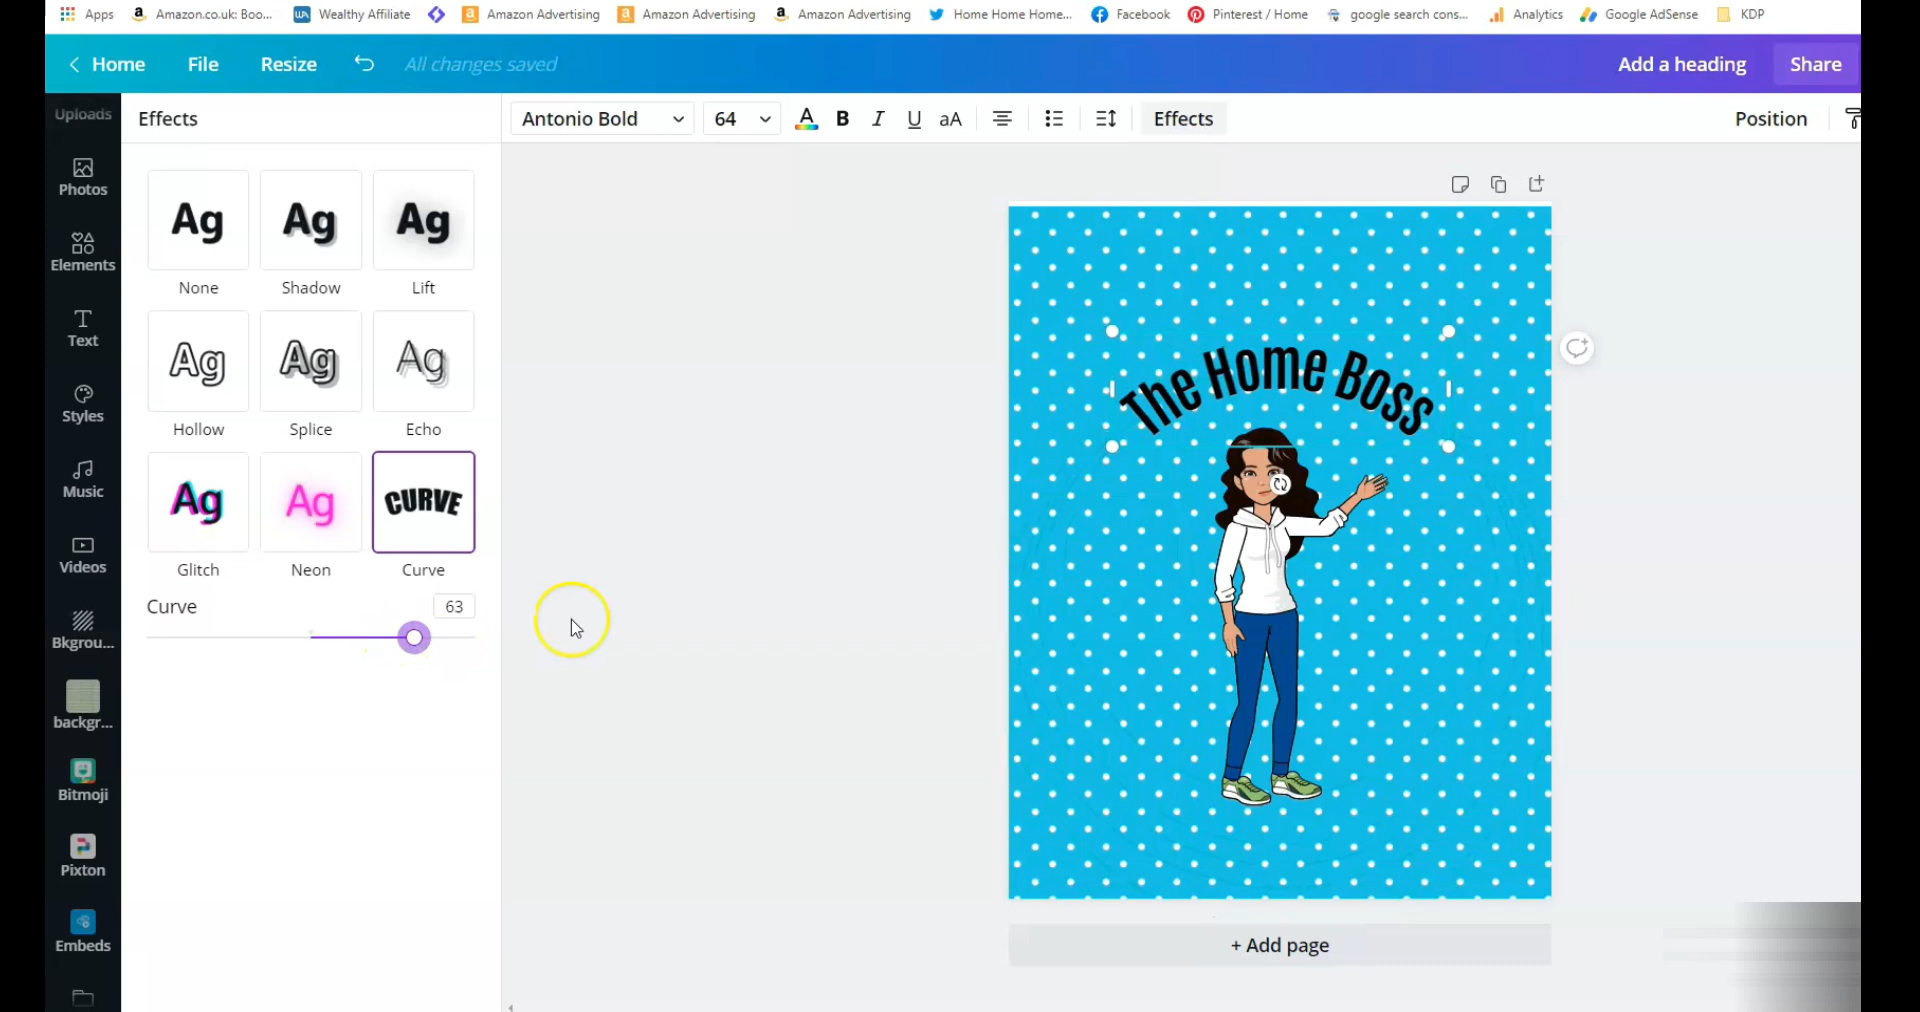 Apps Amazon.co.uk: Boo... Wealthy Affiliate Amazon Advertising Amazon Advertising Amazon Advertising Home Home Home... Facebook Pinterest / Home google search cons... Analytics Google AdSense KDP
Home File Resize All changes saved Add a heading Share
Uploads
Effects
Antonio Bold 64 A B I U aA Effects Position
Photos
Elements
Text
Styles
Music
Videos
Bkgrou...
backgr...
Bitmoji
Pixton
Embeds
Ag Ag Ag
None Shadow Lift
Ag Ag Ag
Hollow Splice Echo
Ag Ag CURVE
Glitch Neon Curve
Curve 63
The Home Boss
+ Add page